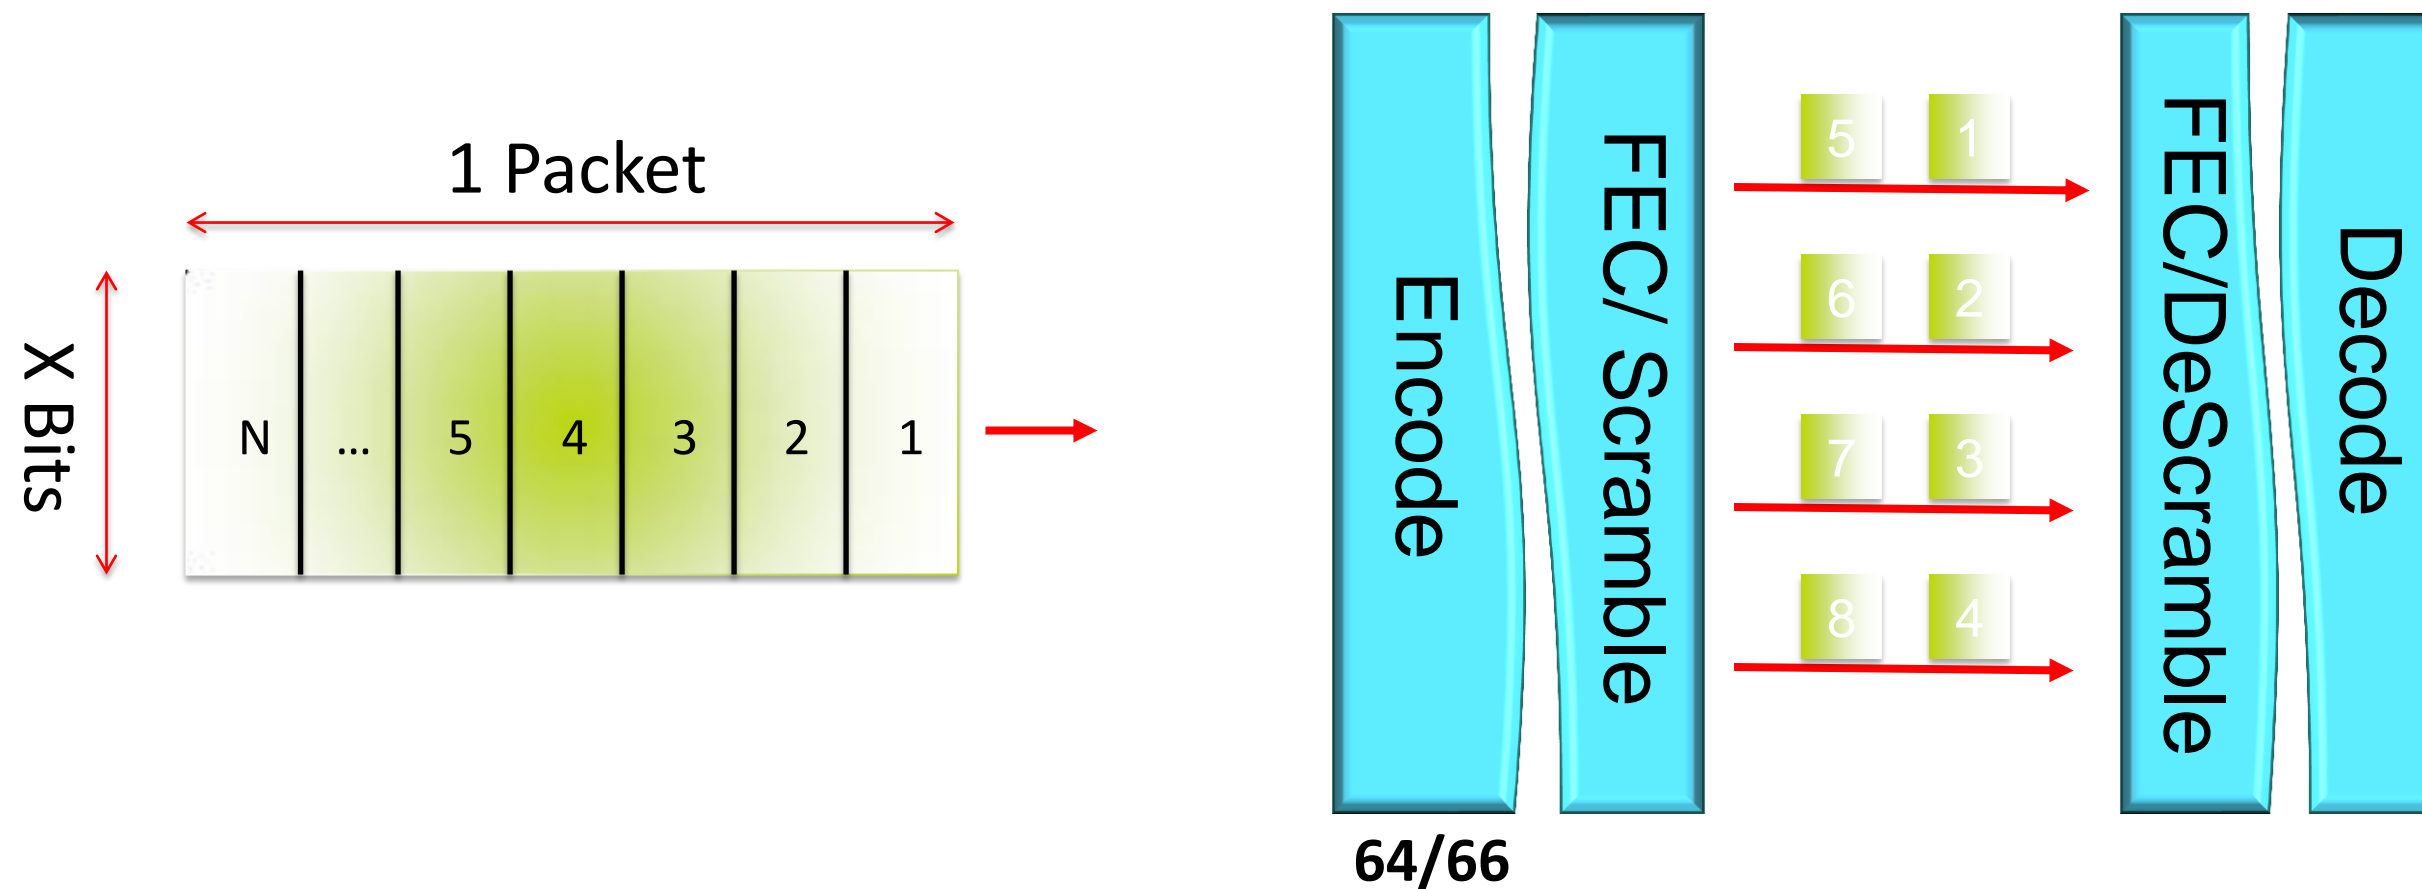 1 Packet
X Bits
N ... 5 4 3 2 1
Encode
64/66
FEC/ Scramble
5 1
6 2
7 3
8 4
FEC/DeScramble
Decode